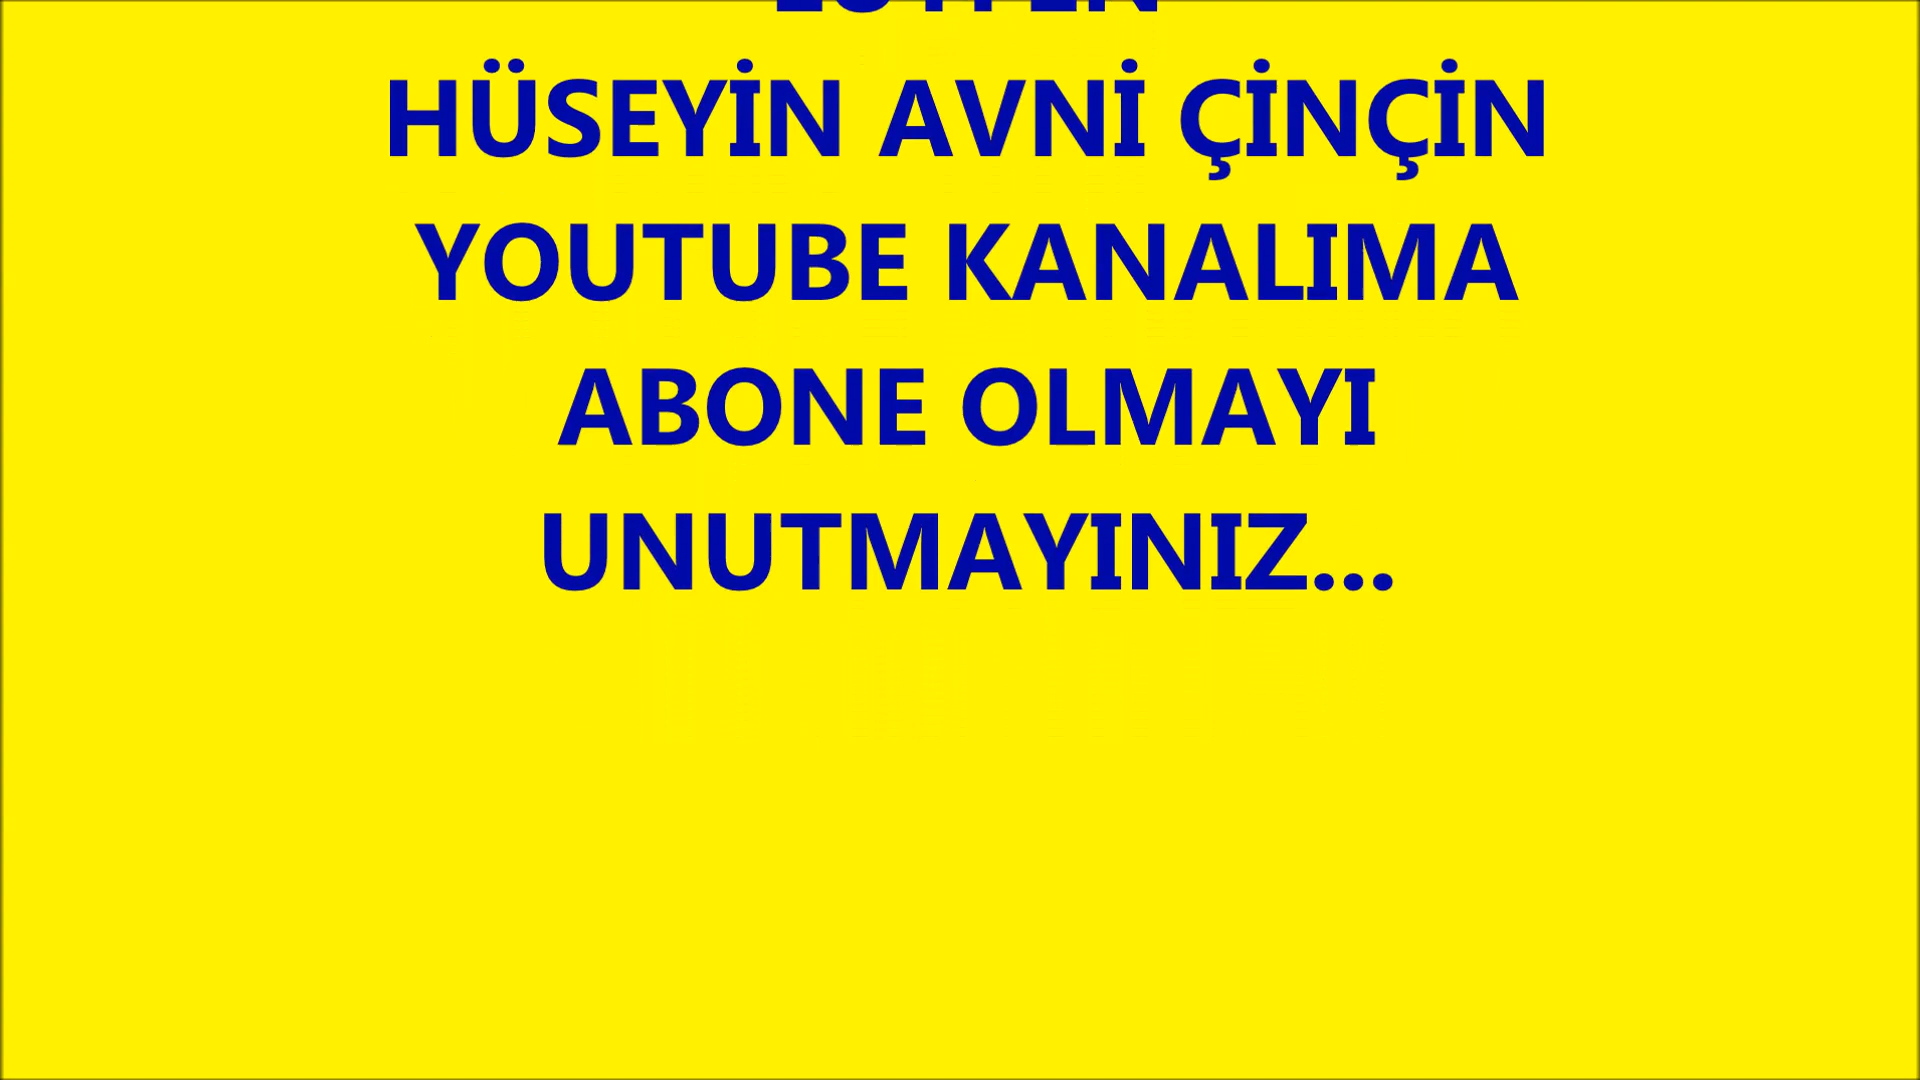 HÜSEYİN AVNİ ÇİNÇİN
YOUTUBE KANALIMA
ABONE OLMAYI
UNUTMAYINIZ...